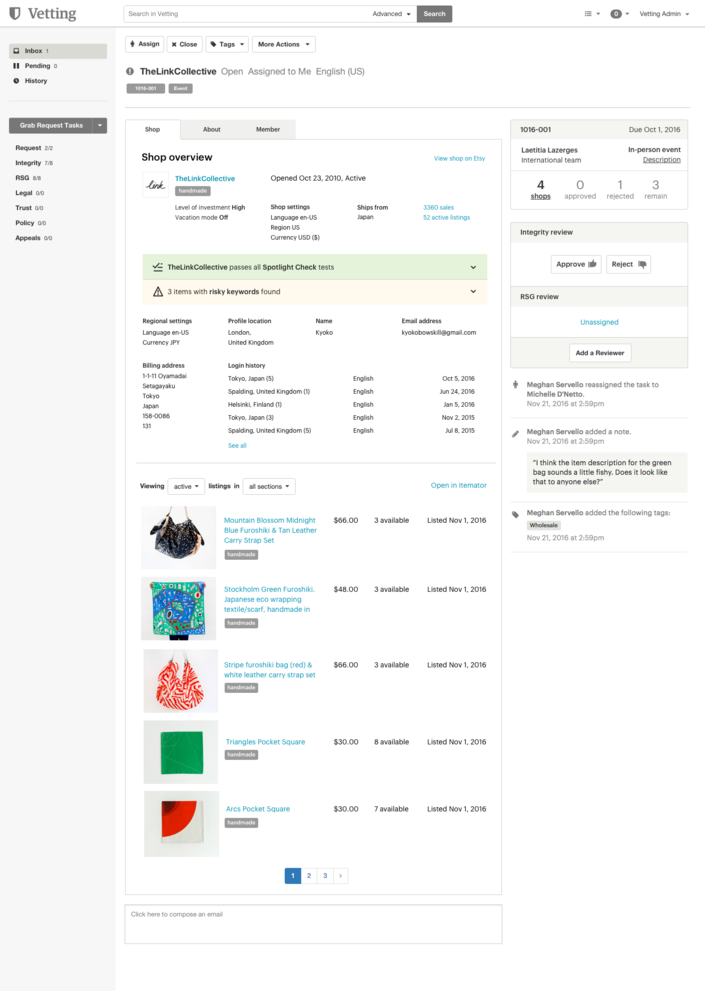 Vetting
Search in Vetting
Advanced
Search
0
Vetting Admin
Inbox 1
Pending 0
History
Grab Request Tasks
Request 2/2
Integrity 7/8
RSG 8/8
Legal 0/0
Trust 0/0
Policy 0/0
Appeals 0/0
Assign
Close
Tags
More Actions
TheLinkCollective Open Assigned to Me English (US)
1016-001
Event
Shop
About
Member
Shop overview
View shop on Etsy
link
TheLinkCollective
handmade
Opened Oct 23, 2010, Active
Level of investment High
Vacation mode Off
Shop settings
Language en-US
Region US
Currency USD ($)
Ships from
Japan
3360 sales
52 active listings
TheLinkCollective passes all Spotlight Check tests
3 items with risky keywords found
Regional settings
Language en-US
Currency JPY
Profile location
London,
United Kingdom
Name
Kyoko
Email address
kyokobowskill@gmail.com
Billing address
1-1-11 Oyamadai
Setagayaku
Tokyo
Japan
158-0086
131
Login history
Tokyo, Japan (5) English Oct 5, 2016
Spalding, United Kingdom (1) English Jun 24, 2016
Helsinki, Finland (1) English Jan 5, 2016
Tokyo, Japan (3) English Nov 2, 2015
Spalding, United Kingdom (5) English Jul 8, 2015
See all
Viewing active listings in all sections
Open in Itemator
Mountain Blossom Midnight
Blue Furoshiki & Tan Leather
Carry Strap Set
handmade
$66.00 3 available Listed Nov 1, 2016
Stockholm Green Furoshiki.
Japanese eco wrapping
textile/scarf, handmade in
handmade
$48.00 3 available Listed Nov 1, 2016
Stripe furoshiki bag (red) &
white leather carry strap set
handmade
$66.00 3 available Listed Nov 1, 2016
Triangles Pocket Square
handmade
$30.00 8 available Listed Nov 1, 2016
Arcs Pocket Square
handmade
$30.00 7 available Listed Nov 1, 2016
1 2 3 ›
Click here to compose an email
1016-001
Due Oct 1, 2016
Laetitia Lazerges
International team
In-person event
Description
4 shops
0 approved
1 rejected
3 remain
Integrity review
Approve
Reject
RSG review
Unassigned
Add a Reviewer
Meghan Servello reassigned the task to
Michelle D'Netto.
Nov 21, 2016 at 2:59pm
Meghan Servello added a note.
Nov 21, 2016 at 2:59pm
"I think the item description for the green
bag sounds a little fishy. Does it look like
that to anyone else?"
Meghan Servello added the following tags:
Wholesale
Nov 21, 2016 at 2:59pm